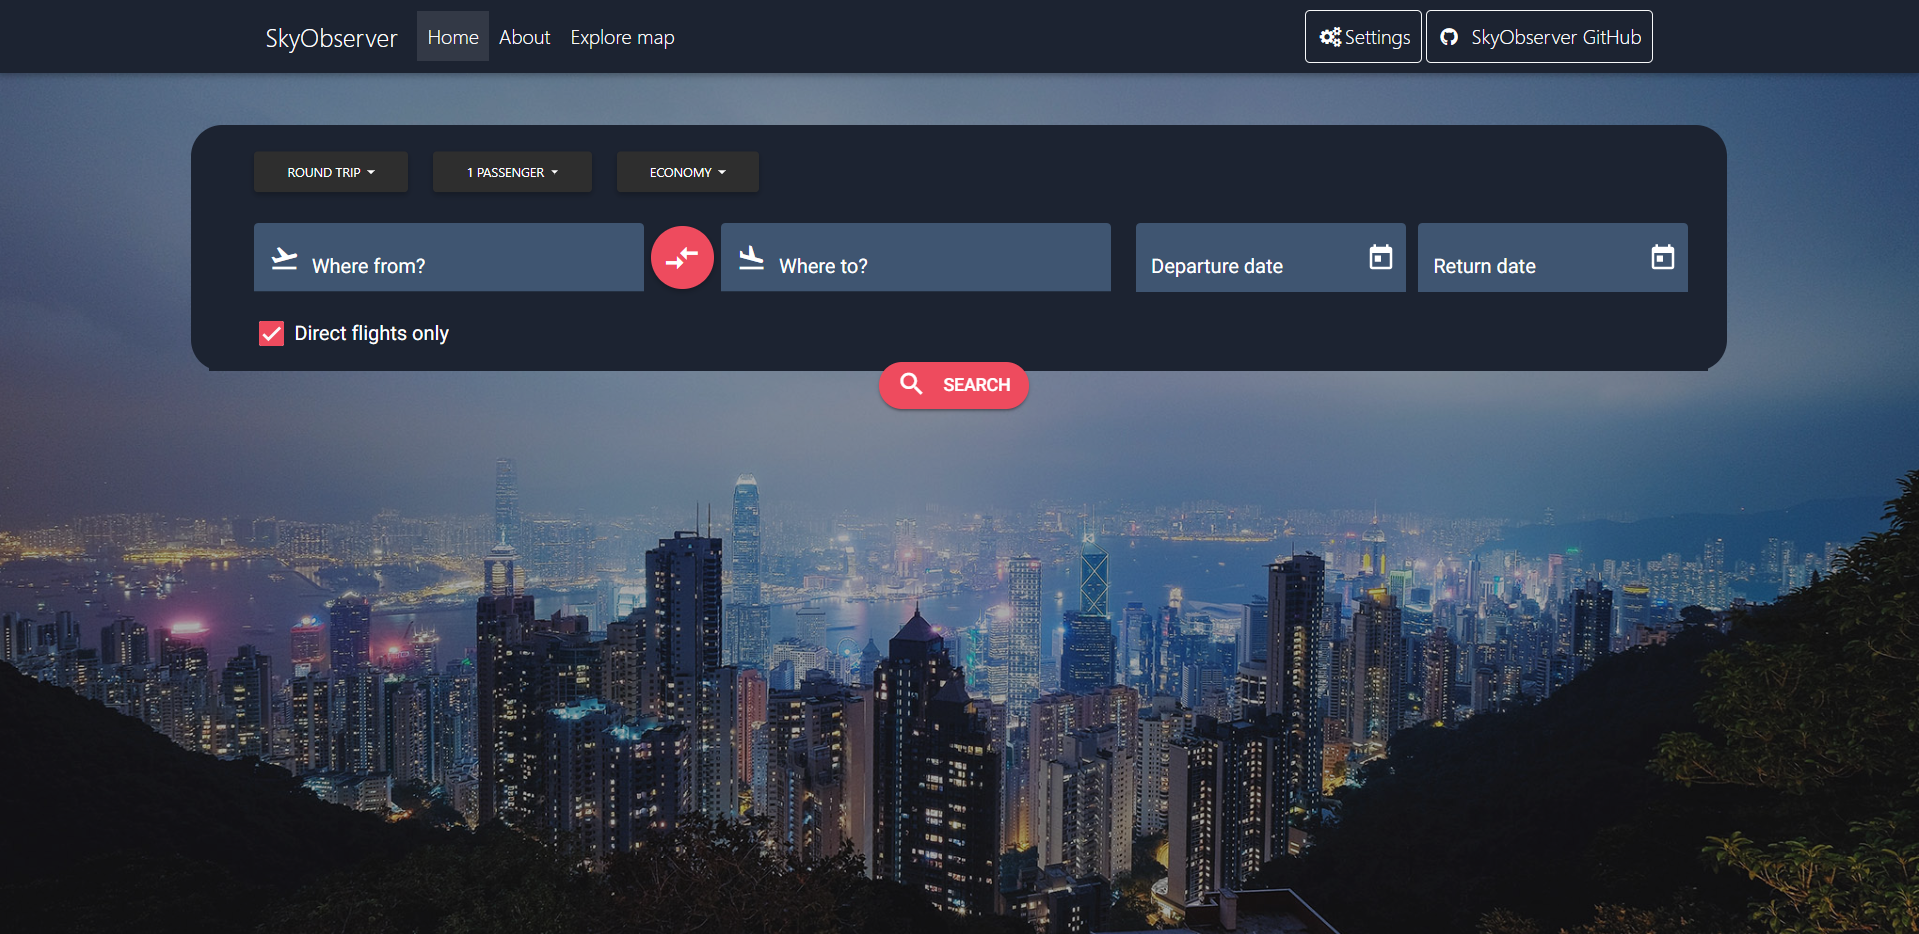 SkyObserver Home About Explore map Settings SkyObserver GitHub
ROUND TRIP 1 PASSENGER ECONOMY
Where from? Where to? Departure date Return date
Direct flights only
SEARCH